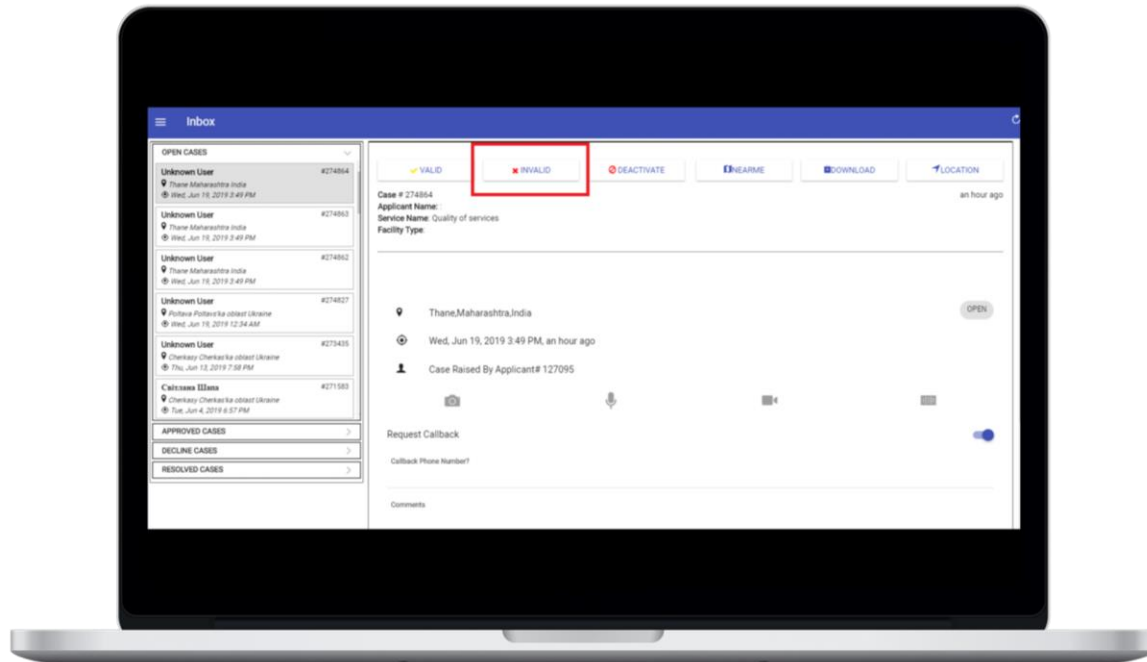 Inbox
OPEN CASES
Unknown User #274864
Thane Maharashtra India
Wed, Jun 19, 2019 3:49 PM
Unknown User #274863
Thane Maharashtra India
Wed, Jun 19, 2019 3:49 PM
Unknown User #274862
Thane Maharashtra India
Wed, Jun 19, 2019 3:49 PM
Unknown User #274827
Poltava Poltavs'ka oblast Ukraine
Wed, Jun 19, 2019 12:34 AM
Unknown User #273435
Cherkasy Cherkas'ka oblast Ukraine
Thu, Jun 13, 2019 7:58 PM
Світлана Шапа #271583
Cherkasy Cherkas'ka oblast Ukraine
Tue, Jun 4, 2019 6:57 PM
APPROVED CASES
DECLINE CASES
RESOLVED CASES
VALID INVALID DEACTIVATE NEARME DOWNLOAD LOCATION
Case # 274864 an hour ago
Applicant Name: :
Service Name: Quality of services
Facility Type:
Thane,Maharashtra,India OPEN
Wed, Jun 19, 2019 3:49 PM, an hour ago
Case Raised By Applicant# 127095
Request Callback
Callback Phone Number?
Comments